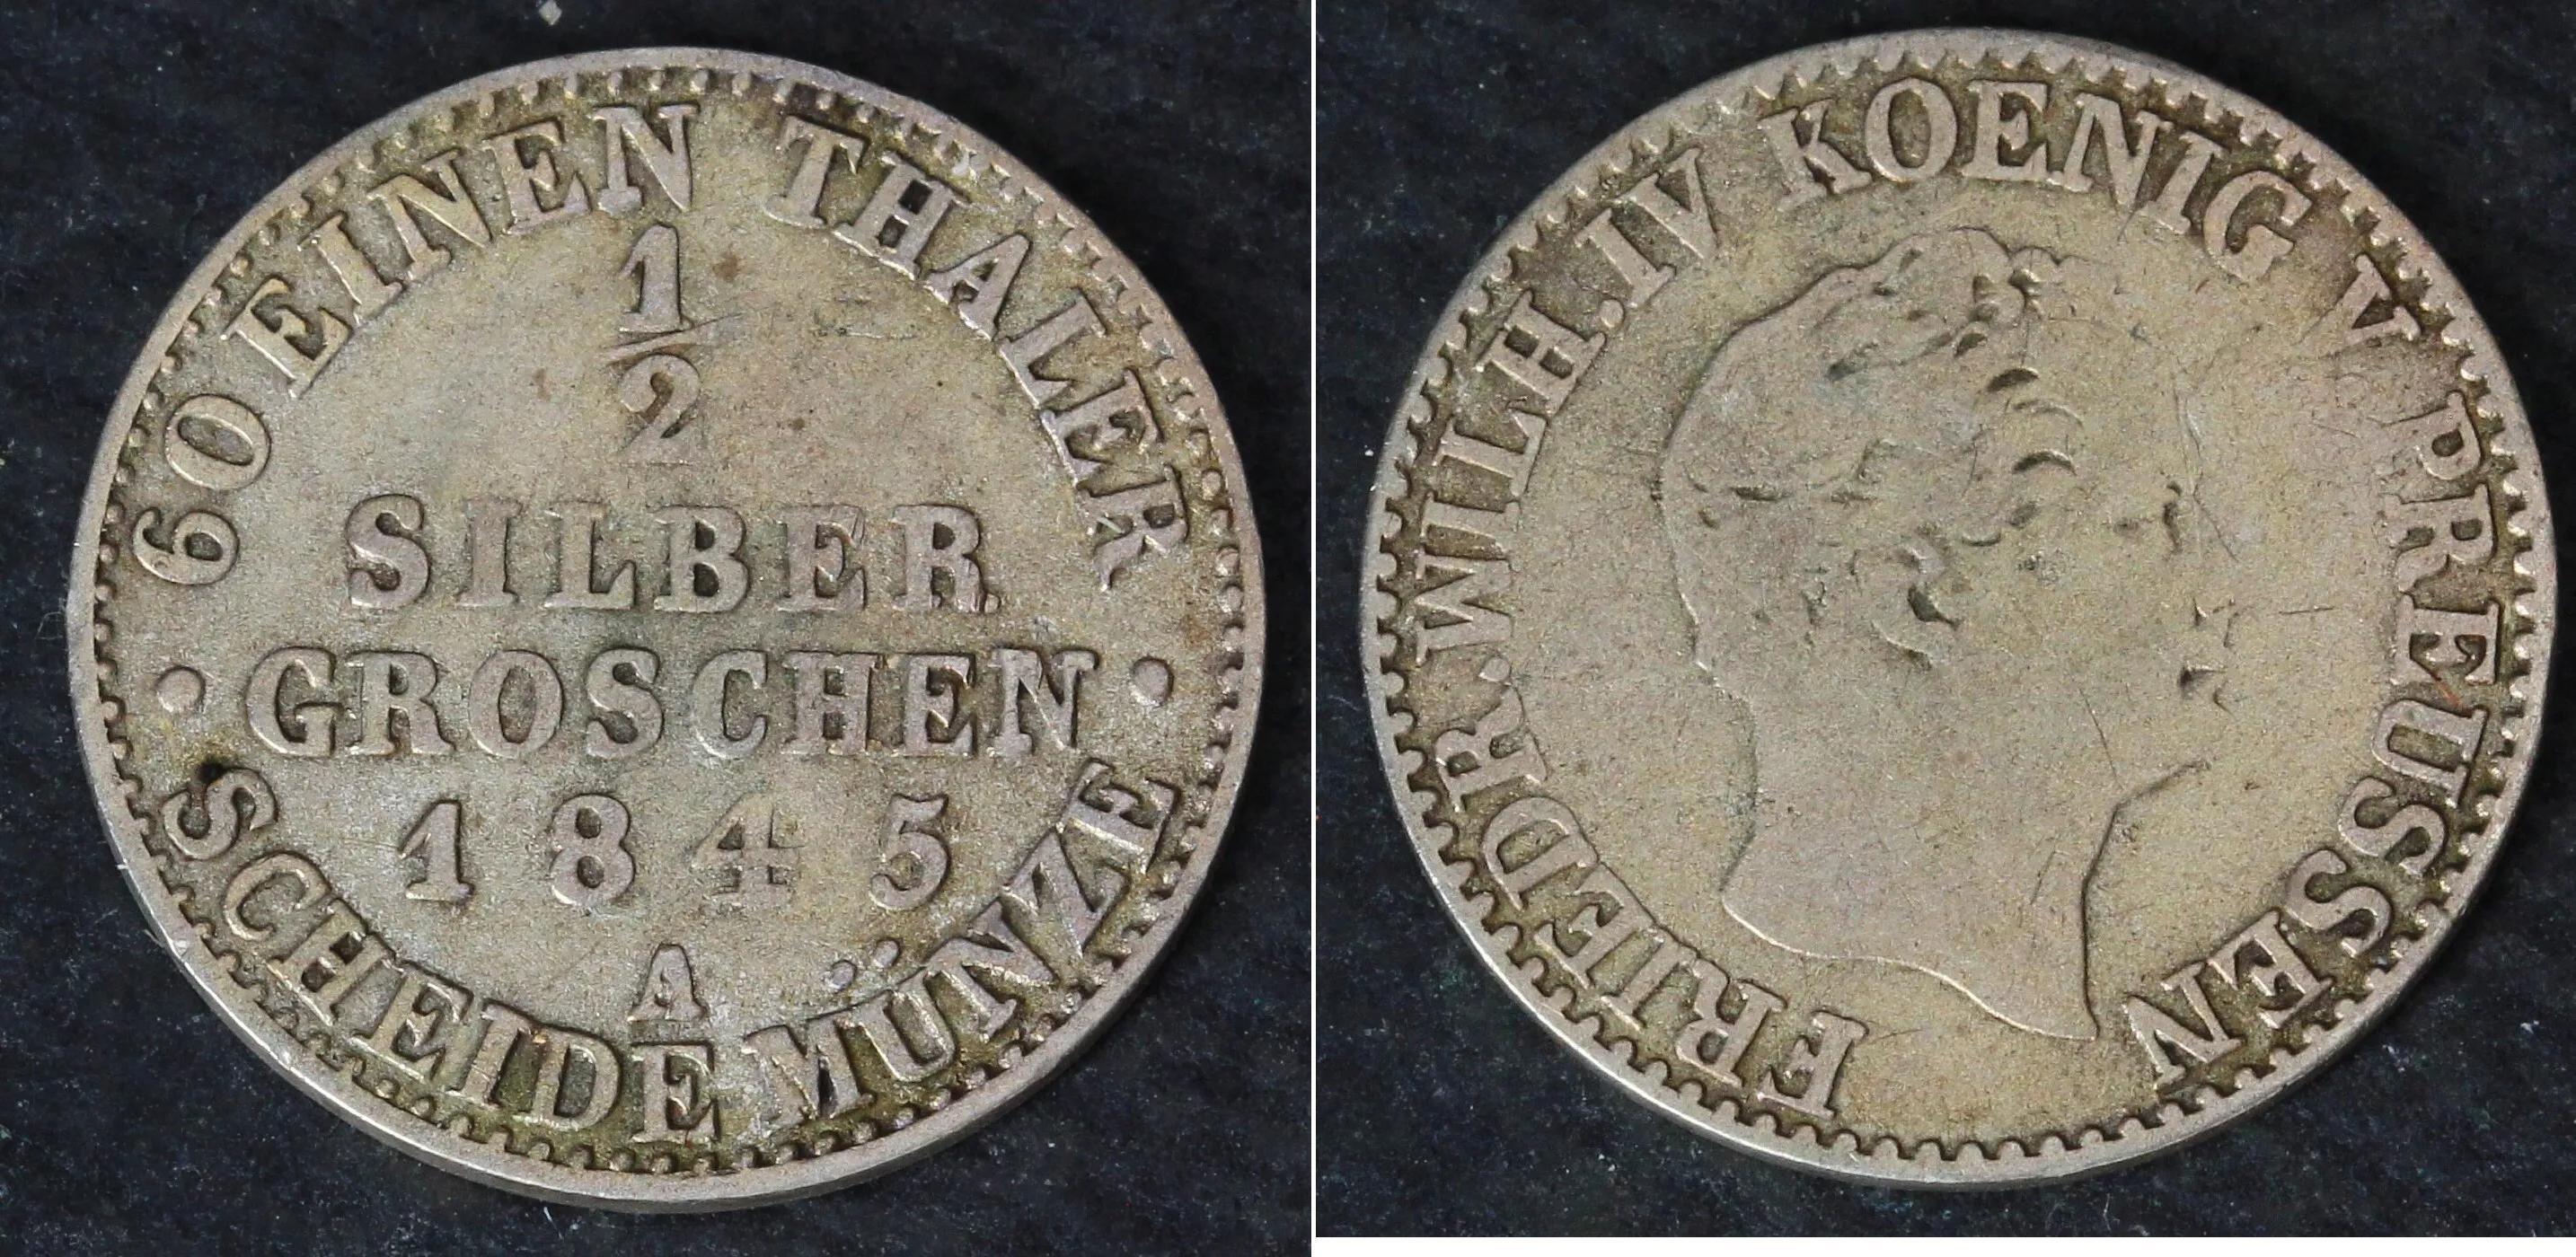 60 EINEN THALER
1/2
SILBER
GROSCHEN
1845
A
SCHEIDE MÜNZE
FRIEDR.WILH.IV KOENIG V PREUSSEN